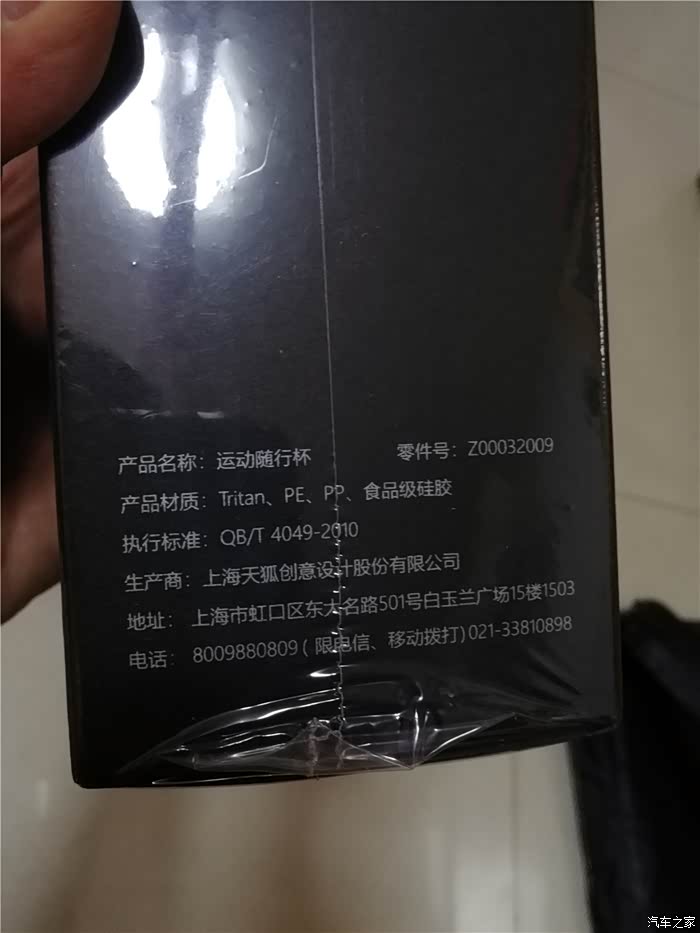 产品名称：运动随行杯 零件号：Z00032009
产品材质：Tritan、PE、PP、食品级硅胶
执行标准：QB/T 4049-2010
生产商：上海天狐创意设计股份有限公司
地址：上海市虹口区东大名路501号白玉兰广场15楼1503
电话：8009880809 ( 限电信、移动拨打) 021-33810898
汽车之家